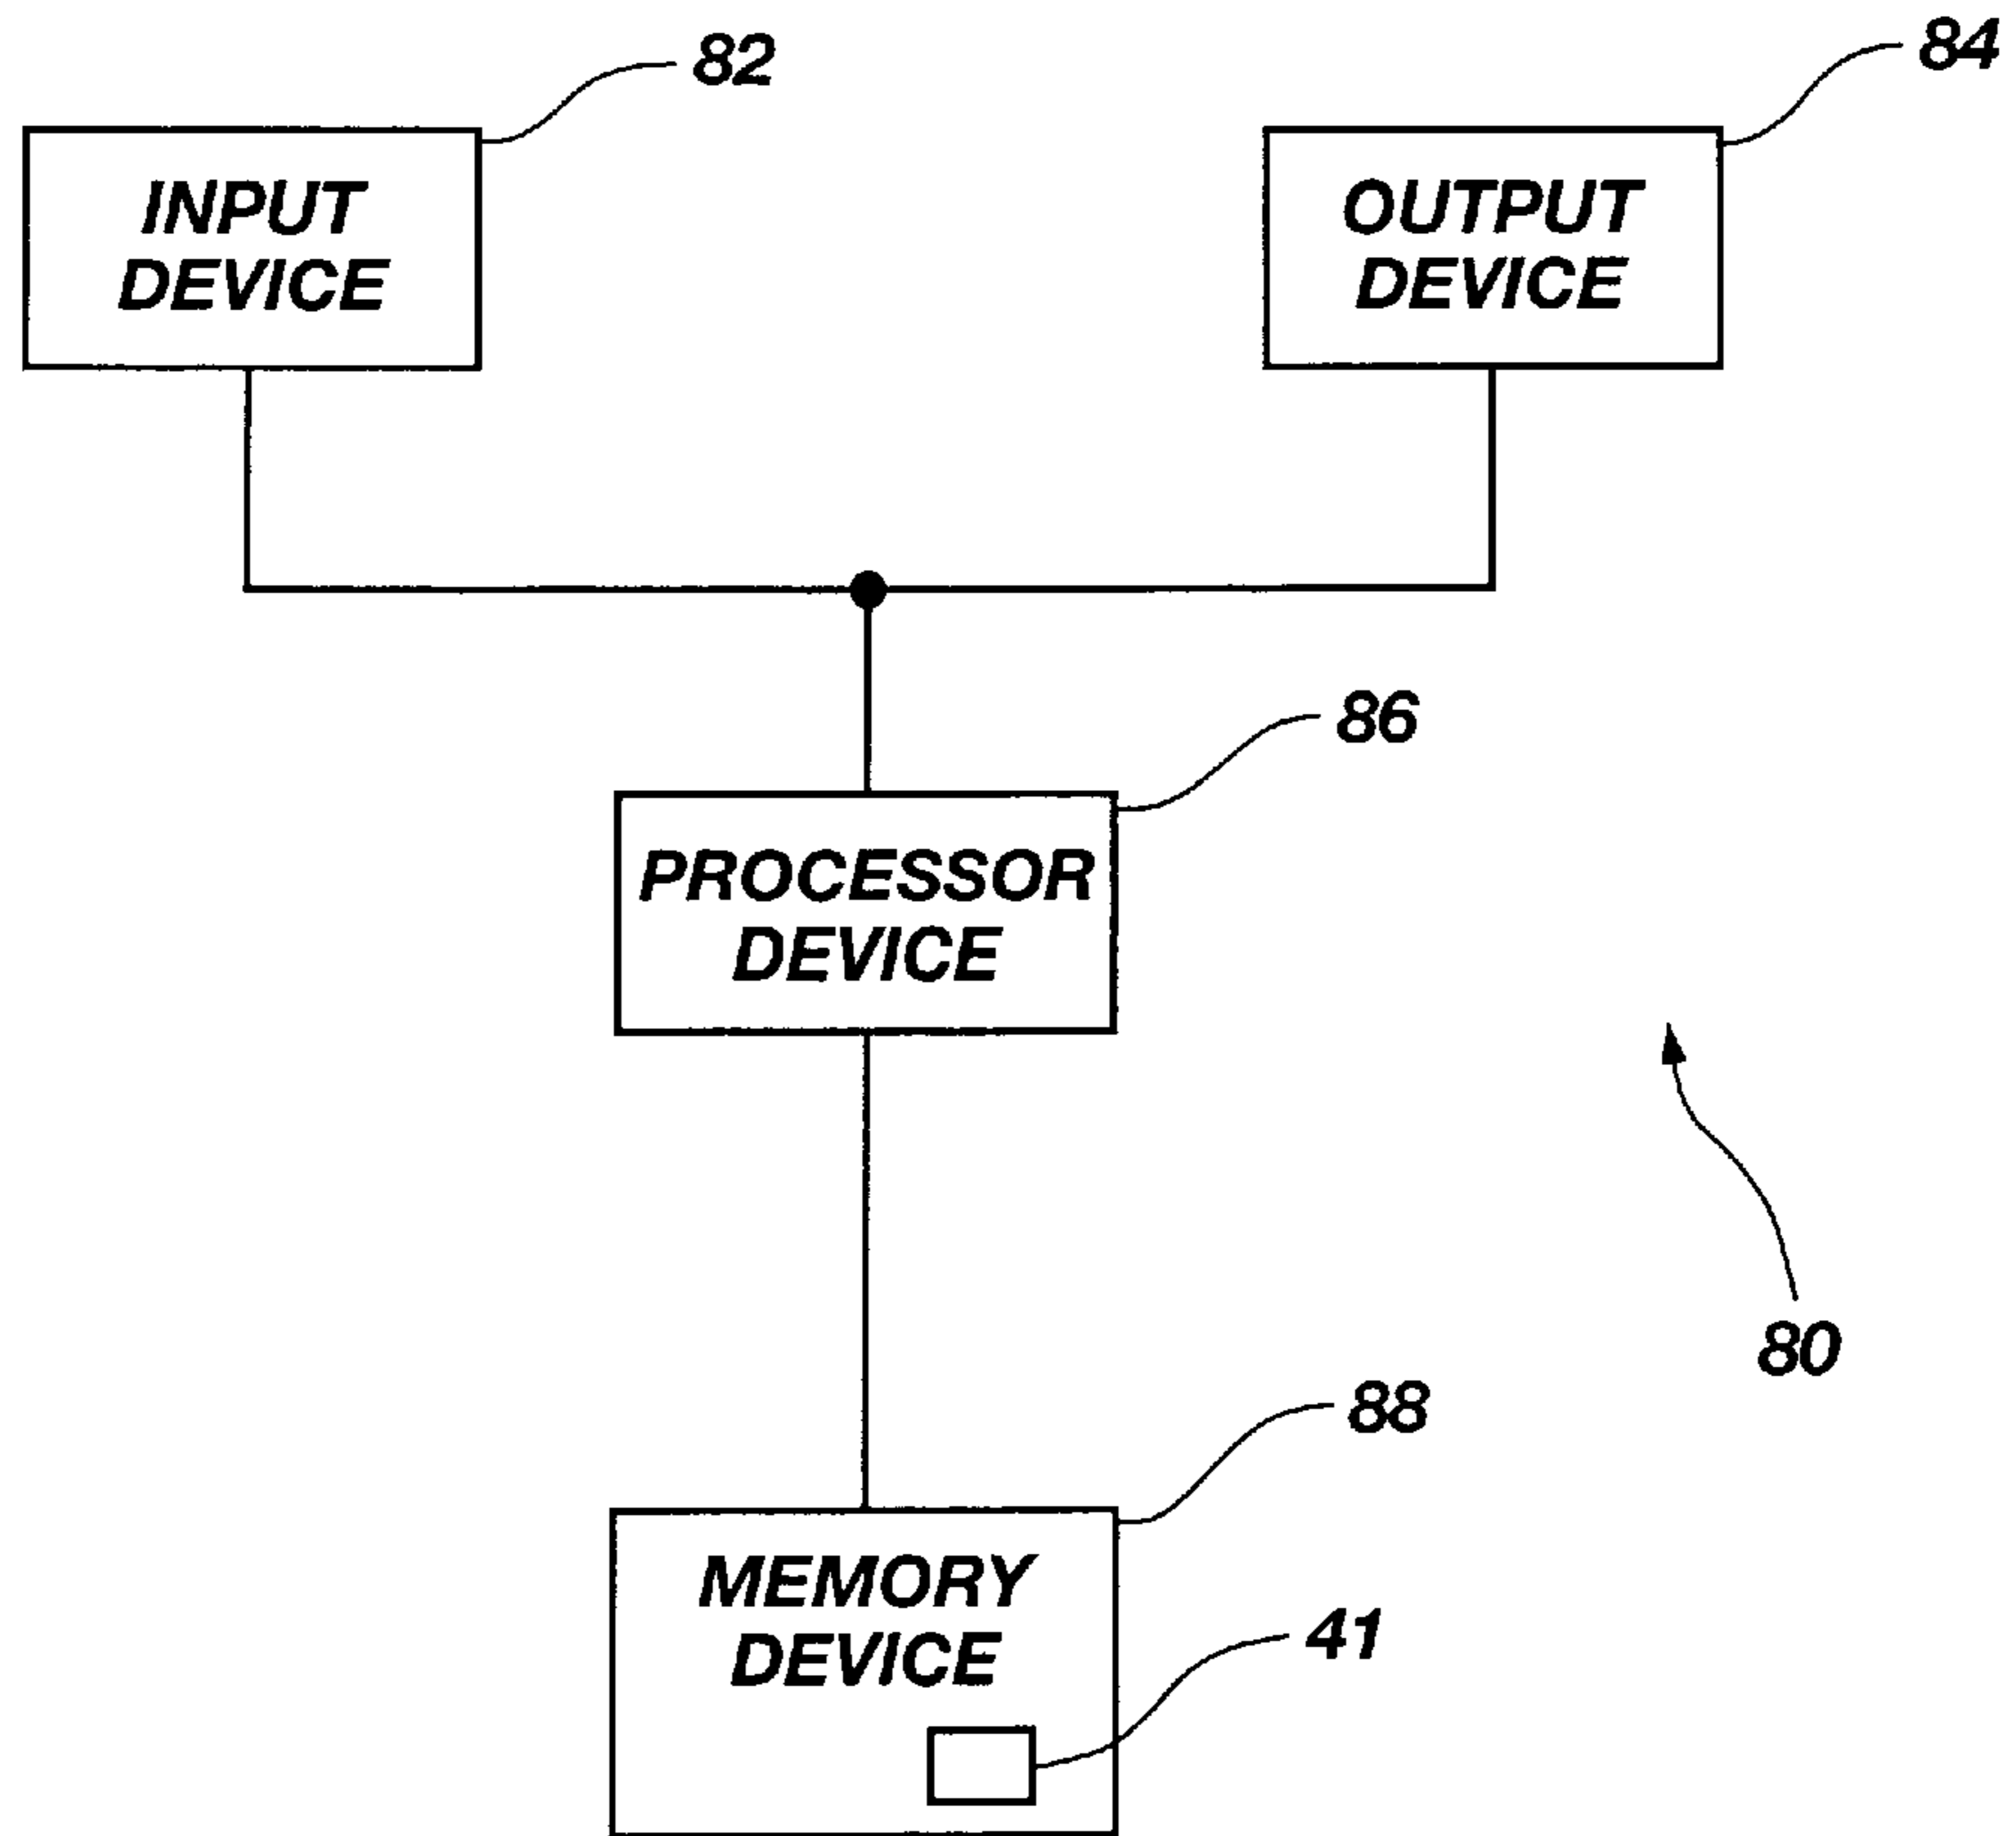 82
84
INPUT
DEVICE
OUTPUT
DEVICE
86
PROCESSOR
DEVICE
80
88
MEMORY
DEVICE
41